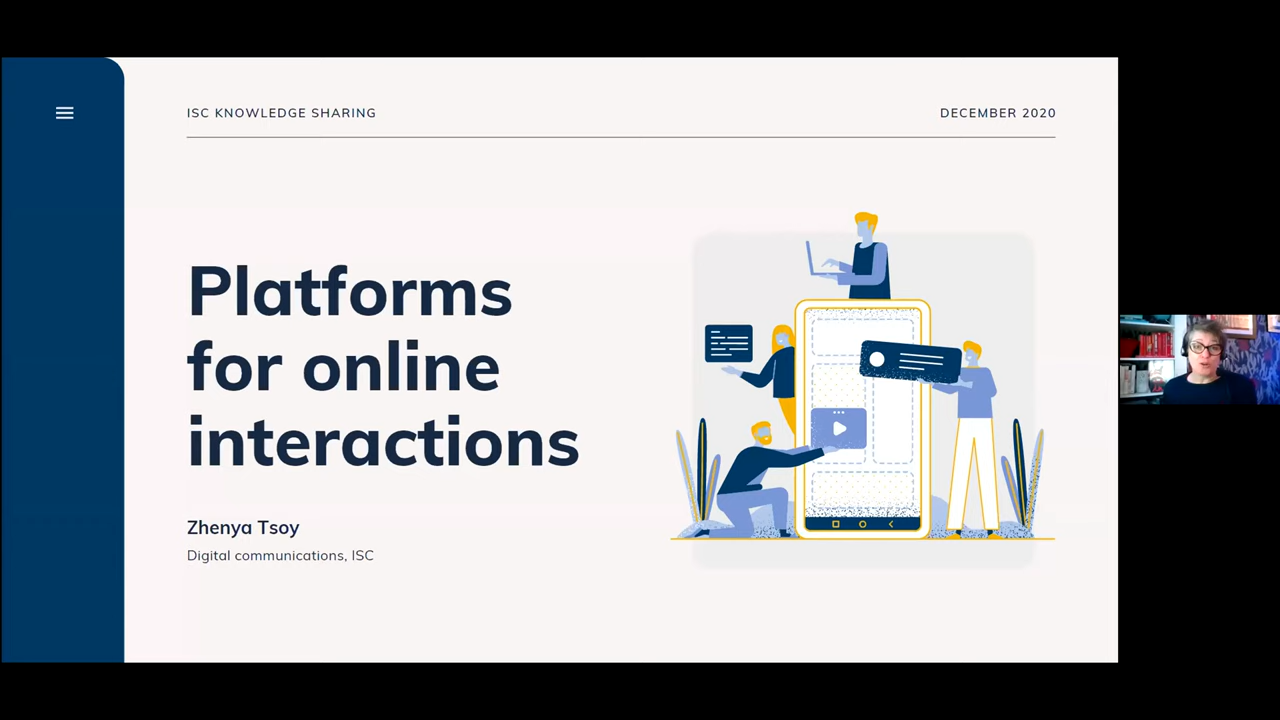 ISC KNOWLEDGE SHARING
DECEMBER 2020
Platforms
for online
interactions
Zhenya Tsoy
Digital communications, ISC